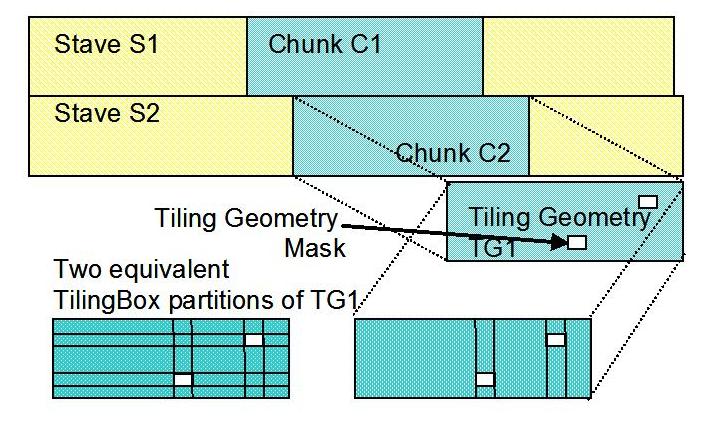 Stave S1
Chunk C1
Stave S2
Chunk C2
Tiling Geometry
TG1
Tiling Geometry
Mask
Two equivalent
TilingBox partitions of TG1